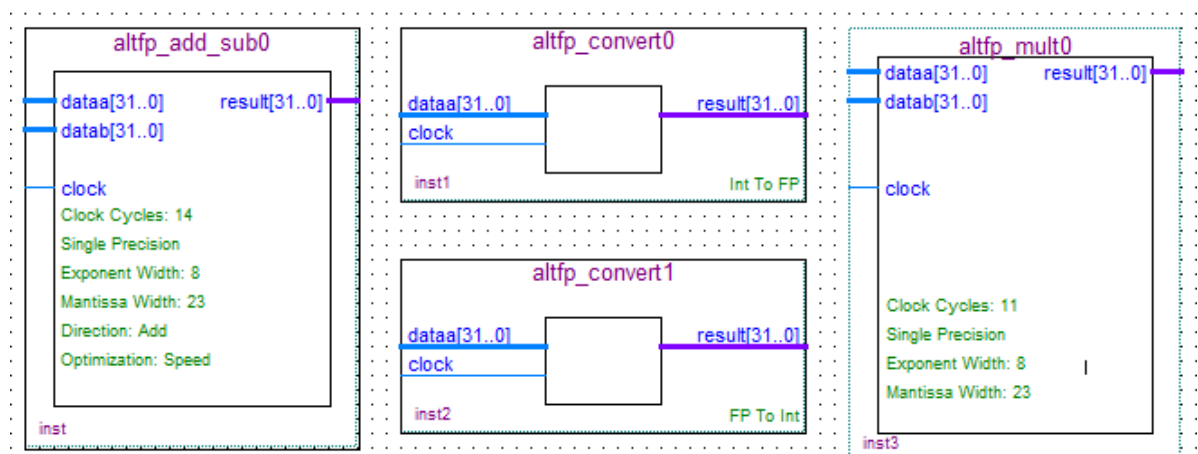 altfp_add_sub0
dataa[31..0] result[31..0]
datab[31..0]
clock
Clock Cycles: 14
Single Precision
Exponent Width: 8
Mantissa Width: 23
Direction: Add
Optimization: Speed
inst
altfp_convert0
dataa[31..0] result[31..0]
clock
inst1 Int To FP
altfp_convert1
dataa[31..0] result[31..0]
clock
inst2 FP To Int
altfp_mult0
dataa[31..0] result[31..0]
datab[31..0]
clock
Clock Cycles: 11
Single Precision
Exponent Width: 8
Mantissa Width: 23
inst3